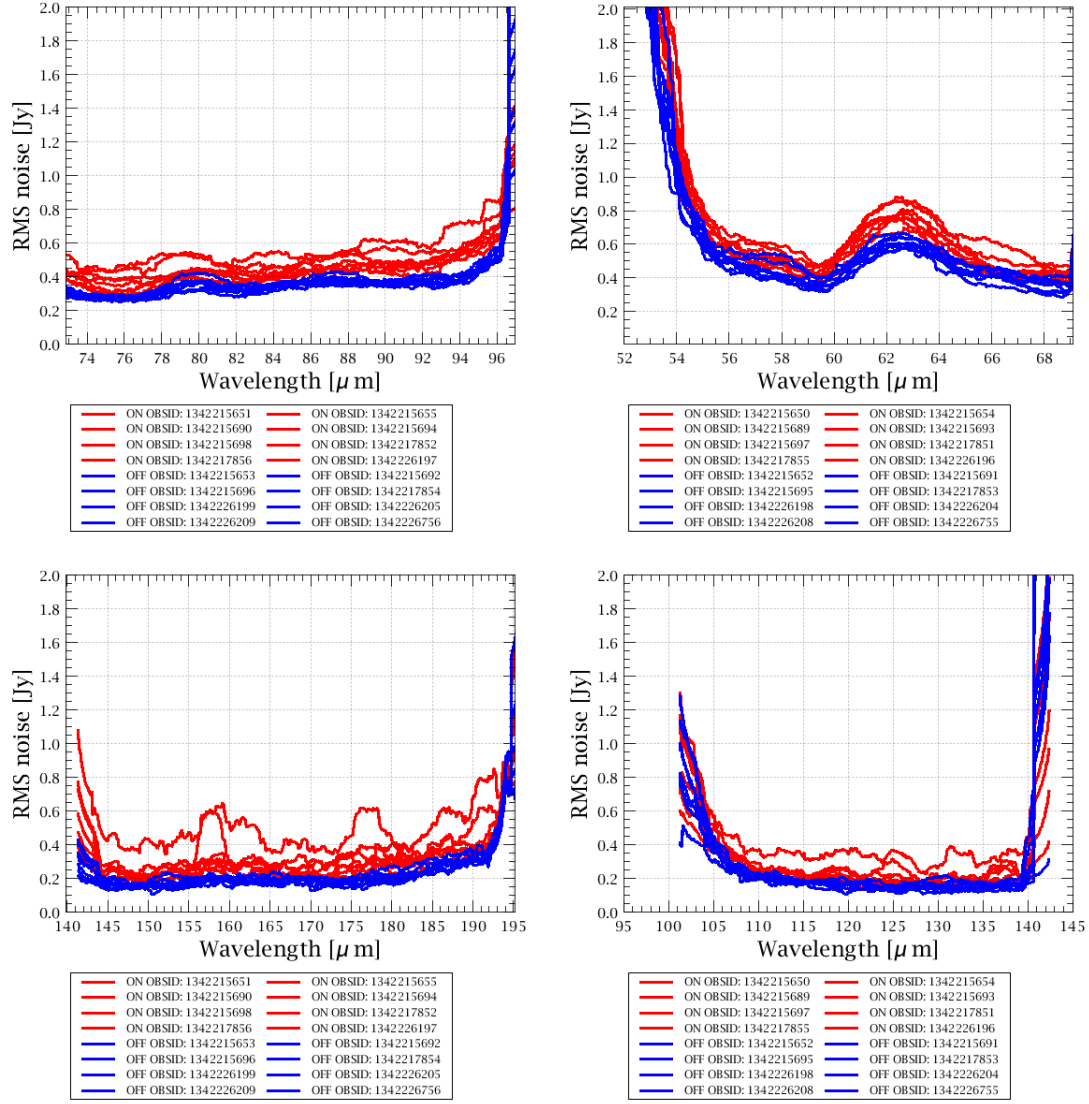 RMS noise [Jy]
2.0
1.8
1.6
1.4
1.2
1.0
0.8
0.6
0.4
0.2
0.0
74 76 78 80 82 84 86 88 90 92 94 96
Wavelength [μ m]
ON OBSID: 1342215651 ON OBSID: 1342215655
ON OBSID: 1342215690 ON OBSID: 1342215694
ON OBSID: 1342215698 ON OBSID: 1342217852
ON OBSID: 1342217856 ON OBSID: 1342226197
OFF OBSID: 1342215653 OFF OBSID: 1342215692
OFF OBSID: 1342215696 OFF OBSID: 1342217854
OFF OBSID: 1342226199 OFF OBSID: 1342226205
OFF OBSID: 1342226209 OFF OBSID: 1342226756
RMS noise [Jy]
2.0
1.8
1.6
1.4
1.2
1.0
0.8
0.6
0.4
0.2
52 54 56 58 60 62 64 66 68
Wavelength [μ m]
ON OBSID: 1342215650 ON OBSID: 1342215654
ON OBSID: 1342215689 ON OBSID: 1342215693
ON OBSID: 1342215697 ON OBSID: 1342217851
ON OBSID: 1342217855 ON OBSID: 1342226196
OFF OBSID: 1342215652 OFF OBSID: 1342215691
OFF OBSID: 1342215695 OFF OBSID: 1342217853
OFF OBSID: 1342226198 OFF OBSID: 1342226204
OFF OBSID: 1342226208 OFF OBSID: 1342226755
RMS noise [Jy]
2.0
1.8
1.6
1.4
1.2
1.0
0.8
0.6
0.4
0.2
0.0
140 145 150 155 160 165 170 175 180 185 190 195
Wavelength [μ m]
ON OBSID: 1342215651 ON OBSID: 1342215655
ON OBSID: 1342215690 ON OBSID: 1342215694
ON OBSID: 1342215698 ON OBSID: 1342217852
ON OBSID: 1342217856 ON OBSID: 1342226197
OFF OBSID: 1342215653 OFF OBSID: 1342215692
OFF OBSID: 1342215696 OFF OBSID: 1342217854
OFF OBSID: 1342226199 OFF OBSID: 1342226205
OFF OBSID: 1342226209 OFF OBSID: 1342226756
RMS noise [Jy]
2.0
1.8
1.6
1.4
1.2
1.0
0.8
0.6
0.4
0.2
0.0
95 100 105 110 115 120 125 130 135 140 145
Wavelength [μ m]
ON OBSID: 1342215650 ON OBSID: 1342215654
ON OBSID: 1342215689 ON OBSID: 1342215693
ON OBSID: 1342215697 ON OBSID: 1342217851
ON OBSID: 1342217855 ON OBSID: 1342226196
OFF OBSID: 1342215652 OFF OBSID: 1342215691
OFF OBSID: 1342215695 OFF OBSID: 1342217853
OFF OBSID: 1342226198 OFF OBSID: 1342226204
OFF OBSID: 1342226208 OFF OBSID: 1342226755